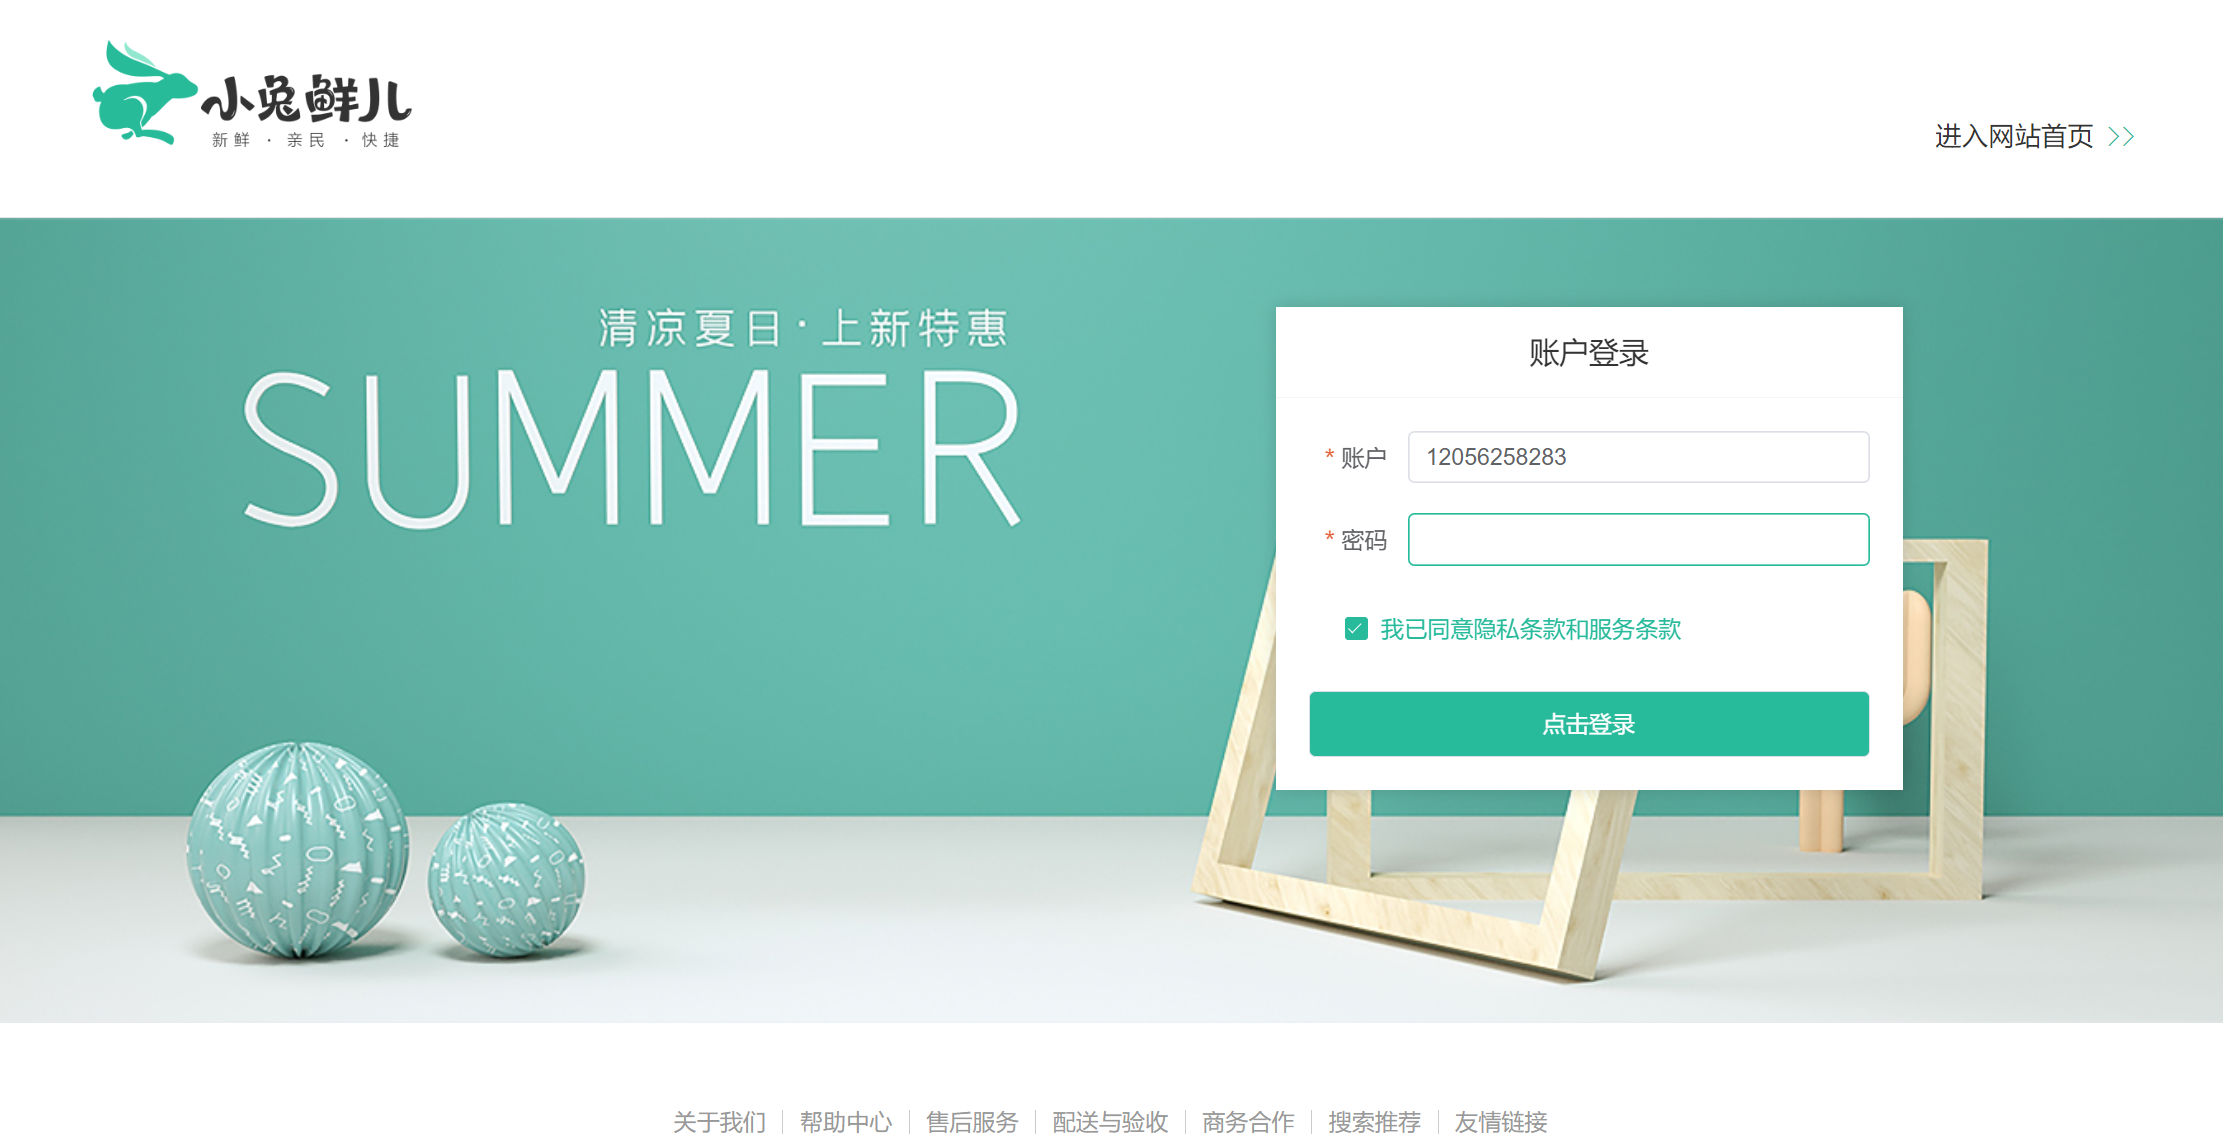 小兔鲜儿
新鲜 · 亲民 · 快捷
进入网站首页
清凉夏日·上新特惠
SUMMER
账户登录
* 账户 12056258283
* 密码
我已同意隐私条款和服务条款
点击登录
关于我们 帮助中心 售后服务 配送与验收 商务合作 搜索推荐 友情链接